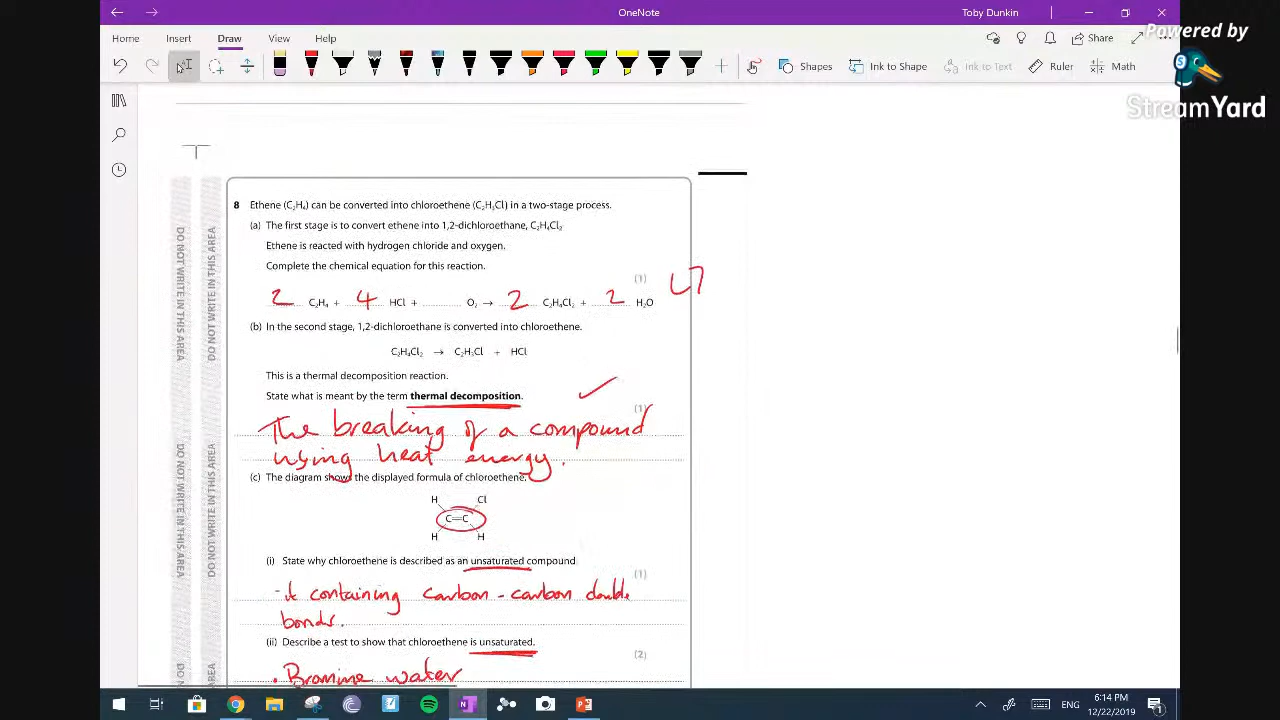 OneNote
Toby Dunkin
Powered by
StreamYard
Home Insert Draw View Help
Share
Shapes Ink to Shape Ink to Text Ruler Math
8 Ethene (C₂H₄) can be converted into chloroethene (C₂H₃Cl) in a two-stage process.
(a) The first stage is to convert ethene into 1,2-dichloroethane, C₂H₄Cl₂
Ethene is reacted with hydrogen chloride and oxygen.
Complete the chemical equation for this reaction.
(1)
2 C₂H₄ + 4 HCl + ............ O₂ → 2 C₂H₄Cl₂ + 2 H₂O
(b) In the second stage, 1,2-dichloroethane is converted into chloroethene.
C₂H₄Cl₂ → C₂H₃Cl + HCl
This is a thermal decomposition reaction.
State what is meant by the term thermal decomposition.
(1)
The breaking of a compound
using heat energy.
(c) The diagram shows the displayed formula of chloroethene.
H Cl
C=C
H H
(i) State why chloroethene is described as an unsaturated compound
(1)
- it containing carbon - carbon double
bonds.
(ii) Describe a test to show that chloroethene is unsaturated.
(2)
• Bromine water
DO NOT WRITE IN THIS AREA
DO NOT WRITE IN THIS AREA
DO NOT WRITE IN THIS AREA
DO NOT WRITE IN THIS AREA
6:14 PM
12/22/2019